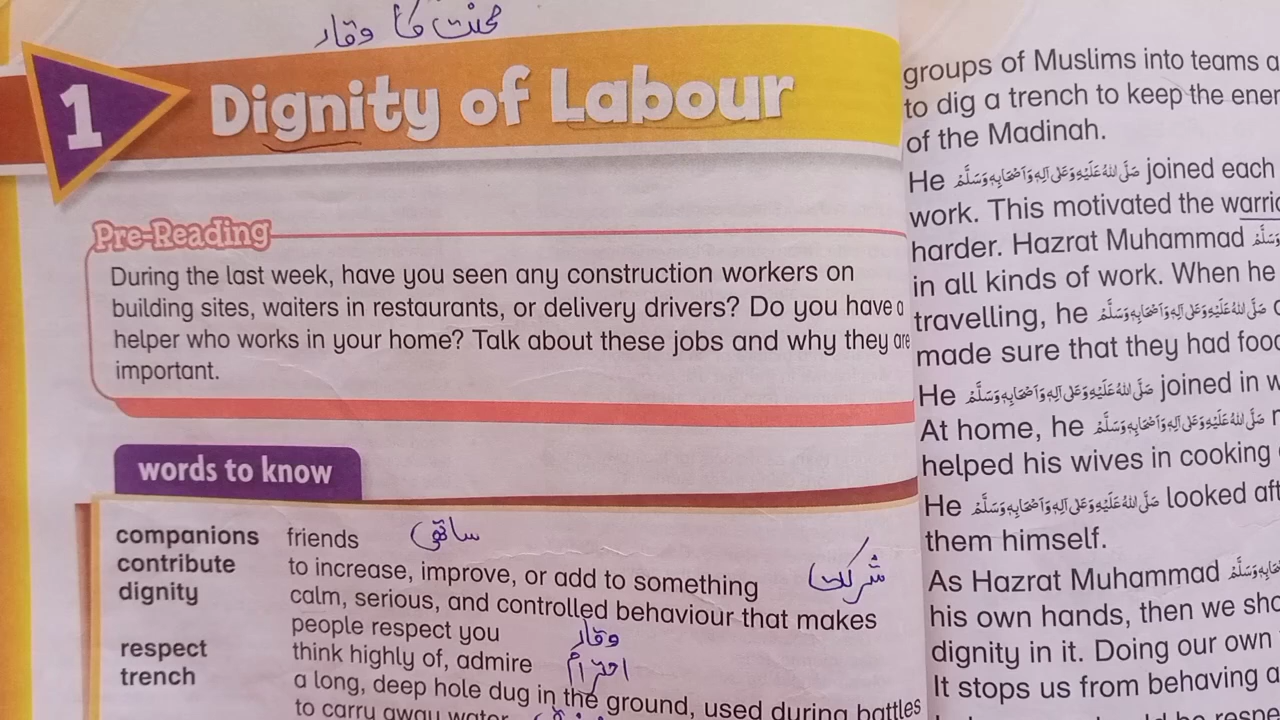 محنت کا وقار
1 Dignity of Labour
Pre-Reading
During the last week, have you seen any construction workers on
building sites, waiters in restaurants, or delivery drivers? Do you have a
helper who works in your home? Talk about these jobs and why they are
important.
words to know
companions friends ساتھی
contribute to increase, improve, or add to something شرکت
dignity calm, serious, and controlled behaviour that makes
people respect you وقار
respect think highly of, admire احترام
trench a long, deep hole dug in the ground, used during battles
to carry away water
groups of Muslims into teams a
to dig a trench to keep the ener
of the Madinah.
He صَلَّى اللهُ عَلَيْهِ وَعَلَى آلِهٖ وَاَصْحَابِهٖ وَسَلَّمَ joined each
work. This motivated the warrio
harder. Hazrat Muhammad وَسَلَّمَ
in all kinds of work. When he
travelling, he صَلَّى اللهُ عَلَيْهِ وَعَلَى آلِهٖ وَاَصْحَابِهٖ وَسَلَّمَ
made sure that they had food
He صَلَّى اللهُ عَلَيْهِ وَعَلَى آلِهٖ وَاَصْحَابِهٖ وَسَلَّمَ joined in w
At home, he صَلَّى اللهُ عَلَيْهِ وَعَلَى آلِهٖ وَاَصْحَابِهٖ وَسَلَّمَ
helped his wives in cooking
He صَلَّى اللهُ عَلَيْهِ وَعَلَى آلِهٖ وَاَصْحَابِهٖ وَسَلَّمَ looked aft
them himself.
As Hazrat Muhammad وَسَلَّمَ
his own hands, then we sho
dignity in it. Doing our own
It stops us from behaving a